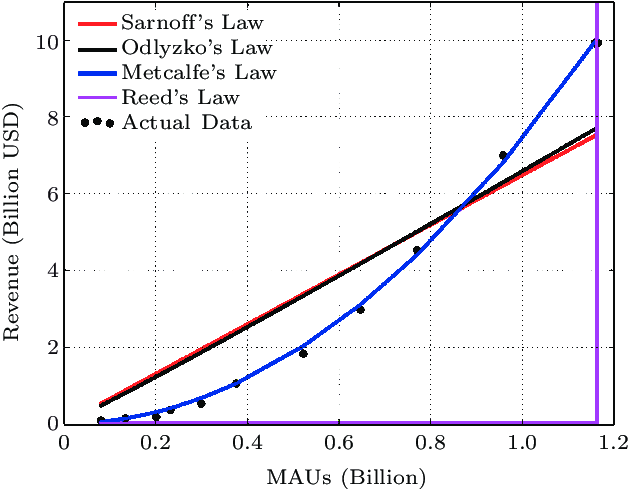 Sarnoff's Law
Odlyzko's Law
Metcalfe's Law
Reed's Law
Actual Data
10
8
6
4
2
0
0 0.2 0.4 0.6 0.8 1.0 1.2
Revenue (Billion USD)
MAUs (Billion)